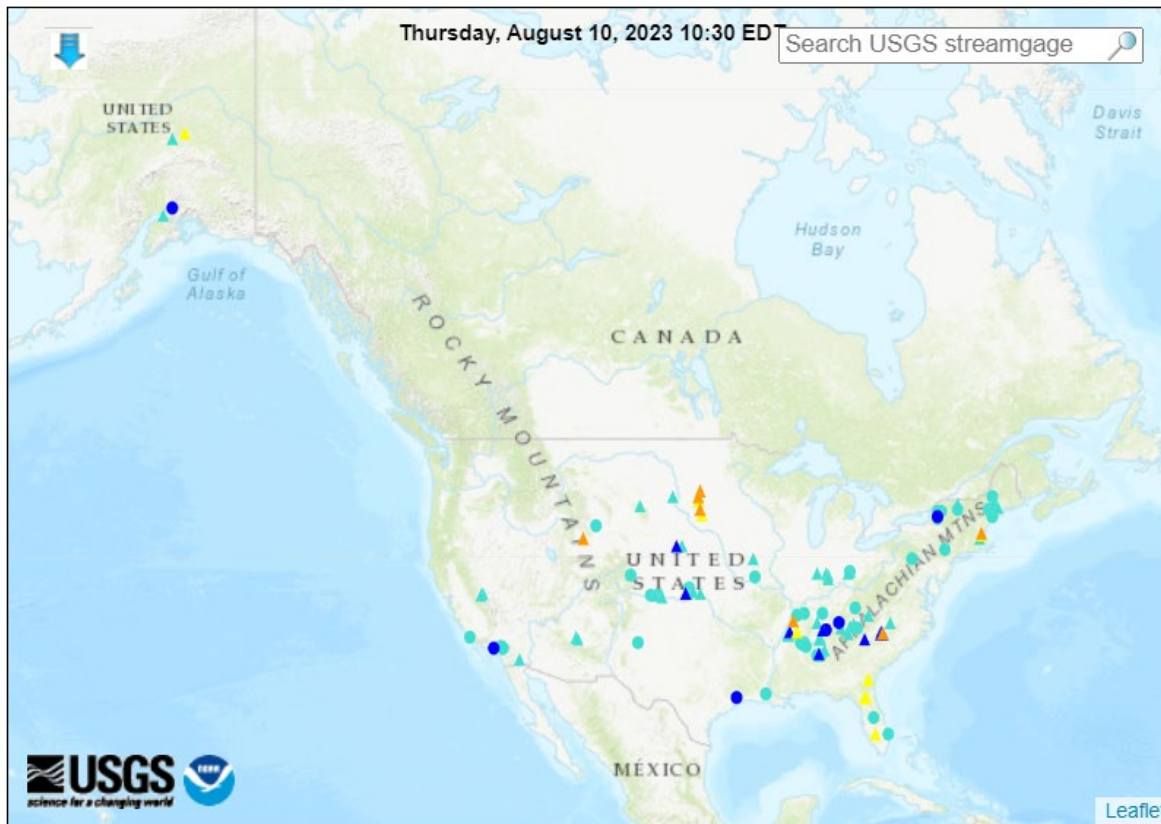 Thursday, August 10, 2023 10:30 EDT
Search USGS streamgage
UNITED
STATES
Davis
Strait
Hudson
Bay
Gulf of
Alaska
CANADA
ROCKY MOUNTAINS
UNITED
STATES
APPALACHIAN MTNS
MÉXICO
USGS
science for a changing world
Leafle